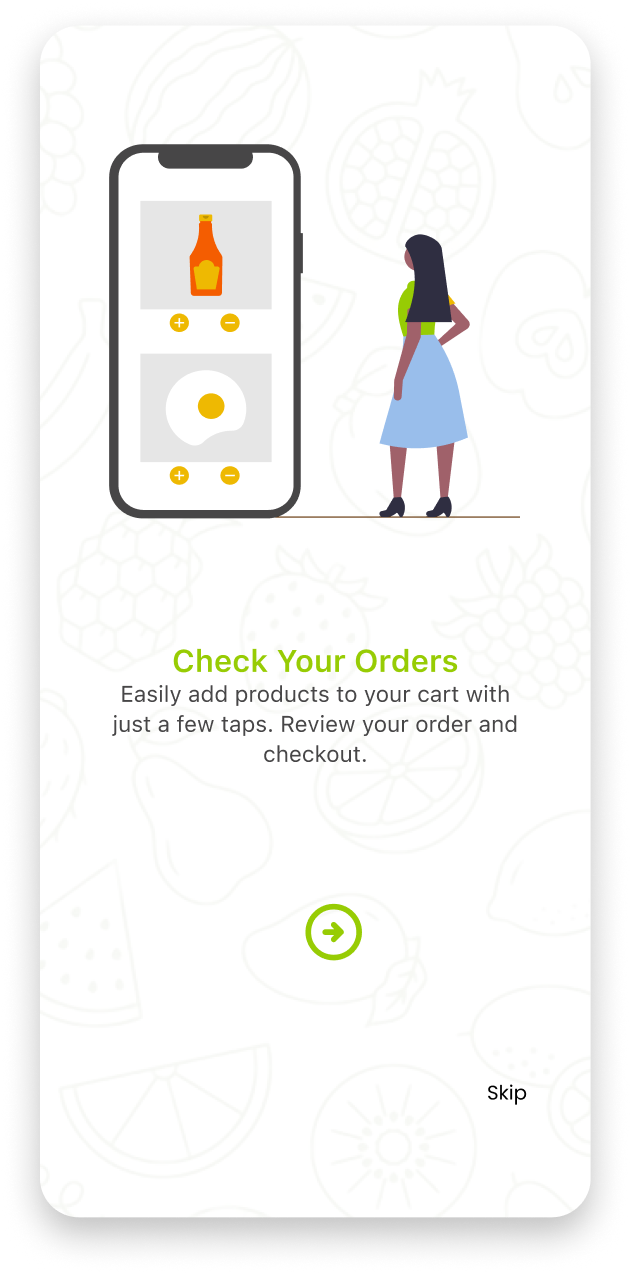 Check Your Orders
Easily add products to your cart with
just a few taps. Review your order and
checkout.
Skip